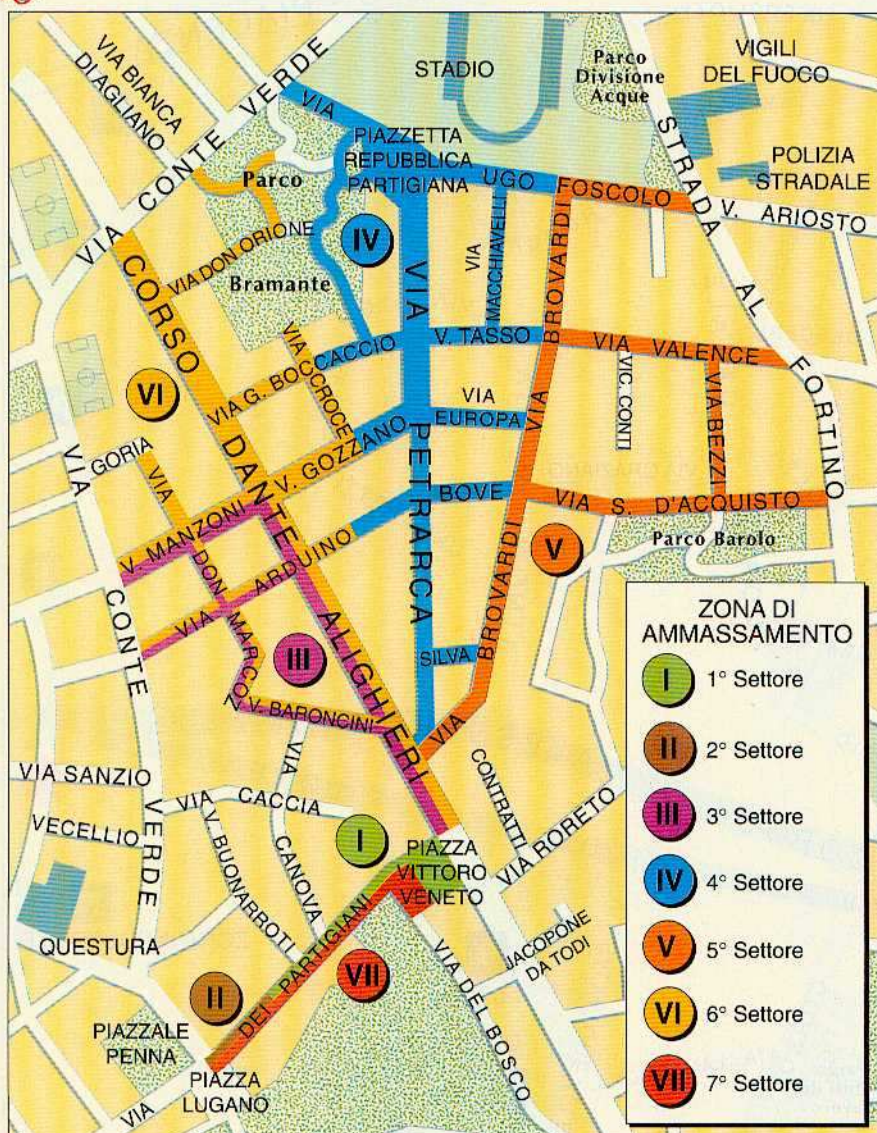 VIA BIANCA
DI AGLIANO
VIA CONTE VERDE
STADIO
Parco
Divisione
Acque
VIGILI
DEL FUOCO
STRADA AL FORTINO
POLIZIA
STRADALE
V. ARIOSTO
VIA UGO FOSCOLO
PIAZZETTA
REPUBBLICA
PARTIGIANA
Parco
Bramante
VIA DON ORIONE
IV
VIA
MACCHIAVELLI
VIA BROVARDI
CORSO DANTE ALIGHIERI
VIA PETRARCA
V. TASSO
VIA VALENCE
VIA G. BOCCACCIO
VIA
B. CROCE
VI
VIA
EUROPA
VIC. CONTI
VIA BEZZI
GORIA
V. GOZZANO
V. MANZONI
VIA DON MARCOZ
BOVE
VIA S. D'ACQUISTO
VIA ARDUINO
Parco Barolo
V
BROVARDI
VIA
VIA CONTE VERDE
III
SILVA
V. BARONCINI
VIA SANZIO
VIA CACCIA
VECELLIO
V. BUONARROTI
VIA CANOVA
CONTRATTI
VIA RORETO
I
PIAZZA
VITTORO
VENETO
QUESTURA
JACOPONE
DA TODI
VIA DEI PARTIGIANI
VII
II
VIA DEL BOSCO
PIAZZALE
PENNA
PIAZZA
LUGANO
ZONA DI
AMMASSAMENTO
I 1° Settore
II 2° Settore
III 3° Settore
IV 4° Settore
V 5° Settore
VI 6° Settore
VII 7° Settore